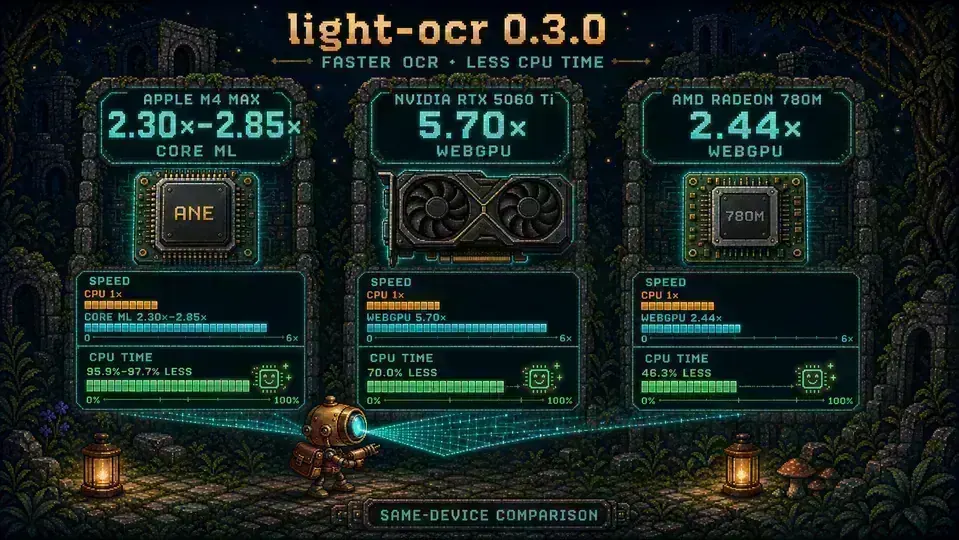 light-ocr 0.3.0
FASTER OCR • LESS CPU TIME
APPLE M4 MAX
2.30×–2.85×
CORE ML
ANE
SPEED
CPU 1×
CORE ML 2.30×–2.85×
0 6×
CPU TIME
95.9%–97.7% LESS
0% 100%
NVIDIA RTX 5060 Ti
5.70×
WEBGPU
SPEED
CPU 1×
WEBGPU 5.70×
0 6×
CPU TIME
70.0% LESS
0% 100%
AMD RADEON 780M
2.44×
WEBGPU
780M
SPEED
CPU 1×
WEBGPU 2.44×
0 6×
CPU TIME
46.3% LESS
0% 100%
SAME-DEVICE COMPARISON